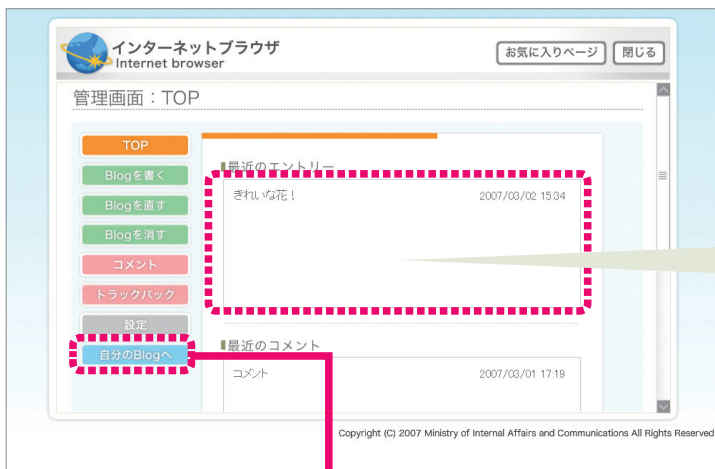 インターネットブラウザ
Internet browser
お気に入りページ
閉じる
管理画面：TOP
TOP
Blogを書く
Blogを直す
Blogを消す
コメント
トラックバック
設定
自分のBlogへ
最近のエントリー
きれいな花！ 2007/03/02 15:34
最近のコメント
コメント 2007/03/01 17:19
Copyright (C) 2007 Ministry of Internal Affairs and Communications All Rights Reserved